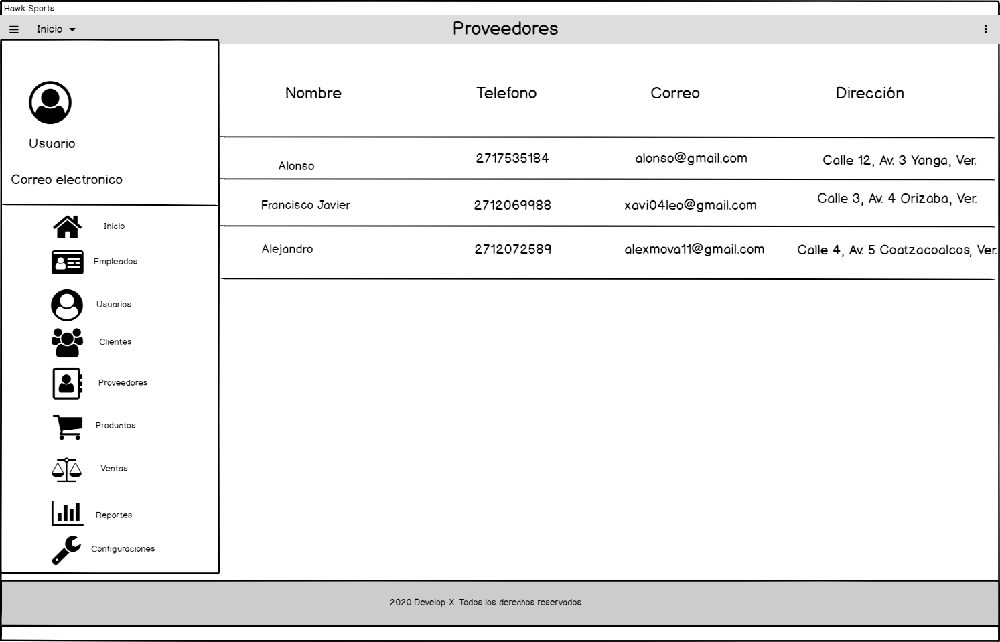 Hawk Sports
Inicio
Proveedores
Usuario
Correo electronico
Inicio
Empleados
Usuarios
Clientes
Proveedores
Productos
Ventas
Reportes
Configuraciones
Nombre Telefono Correo Dirección
Alonso 2717535184 alonso@gmail.com Calle 12, Av. 3 Yanga, Ver.
Francisco Javier 2712069988 xavi04leo@gmail.com Calle 3, Av. 4 Orizaba, Ver.
Alejandro 2712072589 alexmova11@gmail.com Calle 4, Av. 5 Coatzacoalcos, Ver.
2020 Develop-X. Todos los derechos reservados.